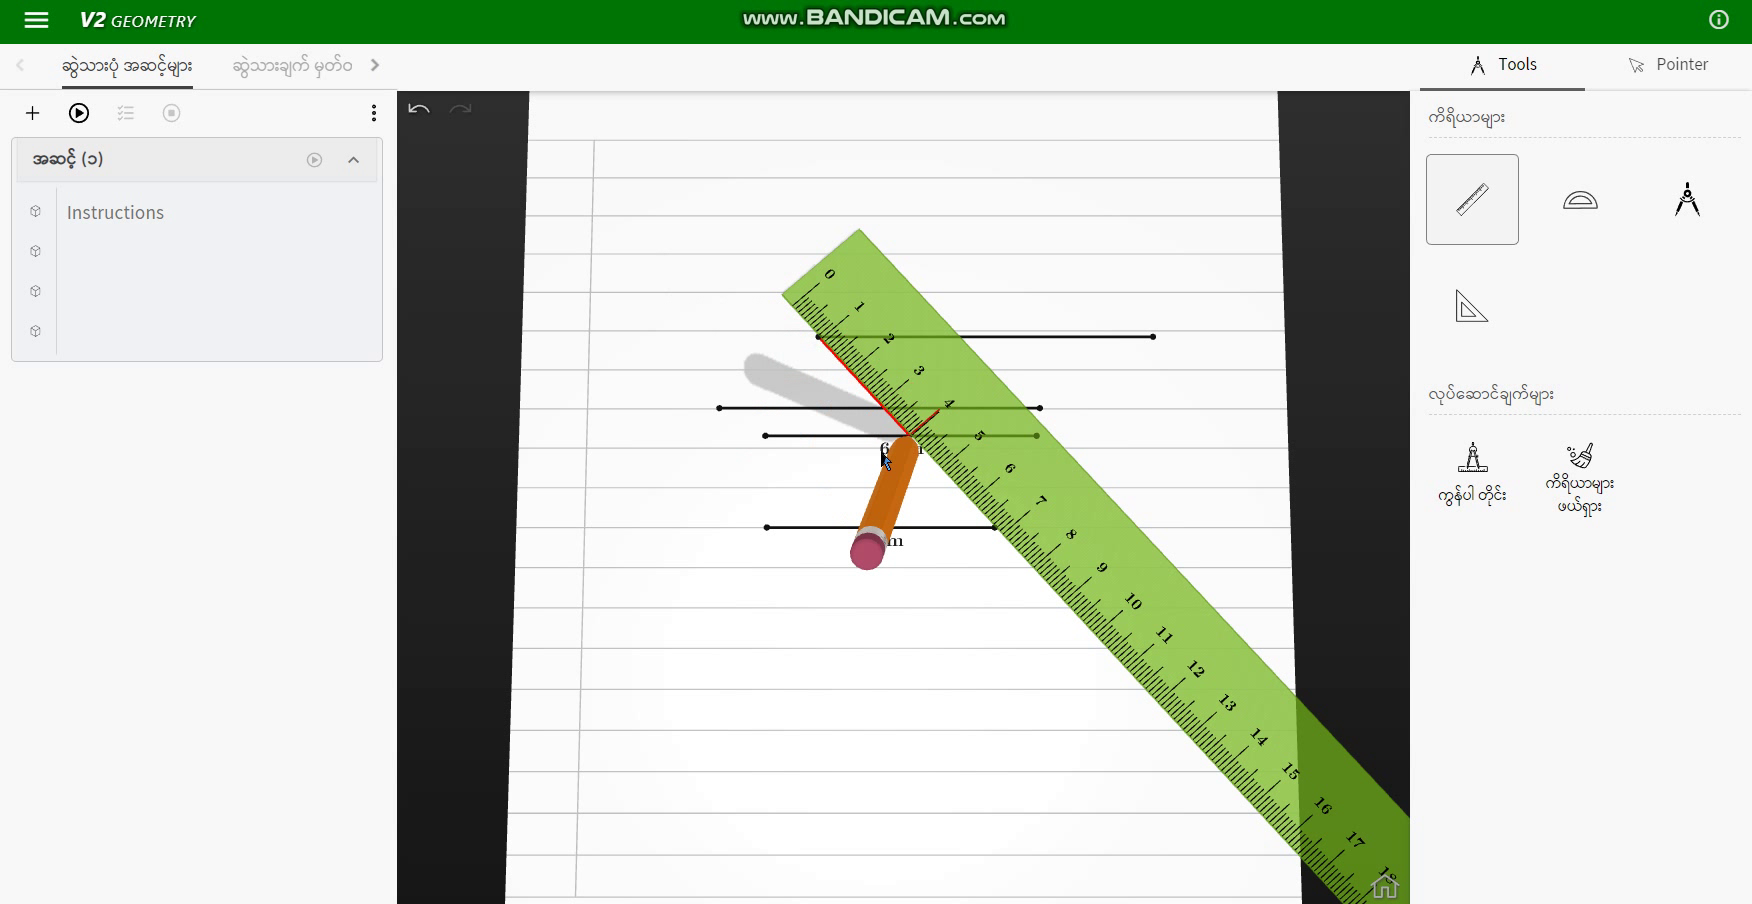 V2 GEOMETRY
www.BANDICAM.com
ဆွဲသားပုံ အဆင့်များ
ဆွဲသားချက် မှတ်ဝ
Tools
Pointer
အဆင့် (၁)
Instructions
ကိရိယာများ
လုပ်ဆောင်ချက်များ
ကွန်ပါ တိုင်း
ကိရိယာများ
ဖယ်ရှား
0
1
2
3
4
5
6
7
8
9
10
11
12
13
14
15
16
17
18
6
m